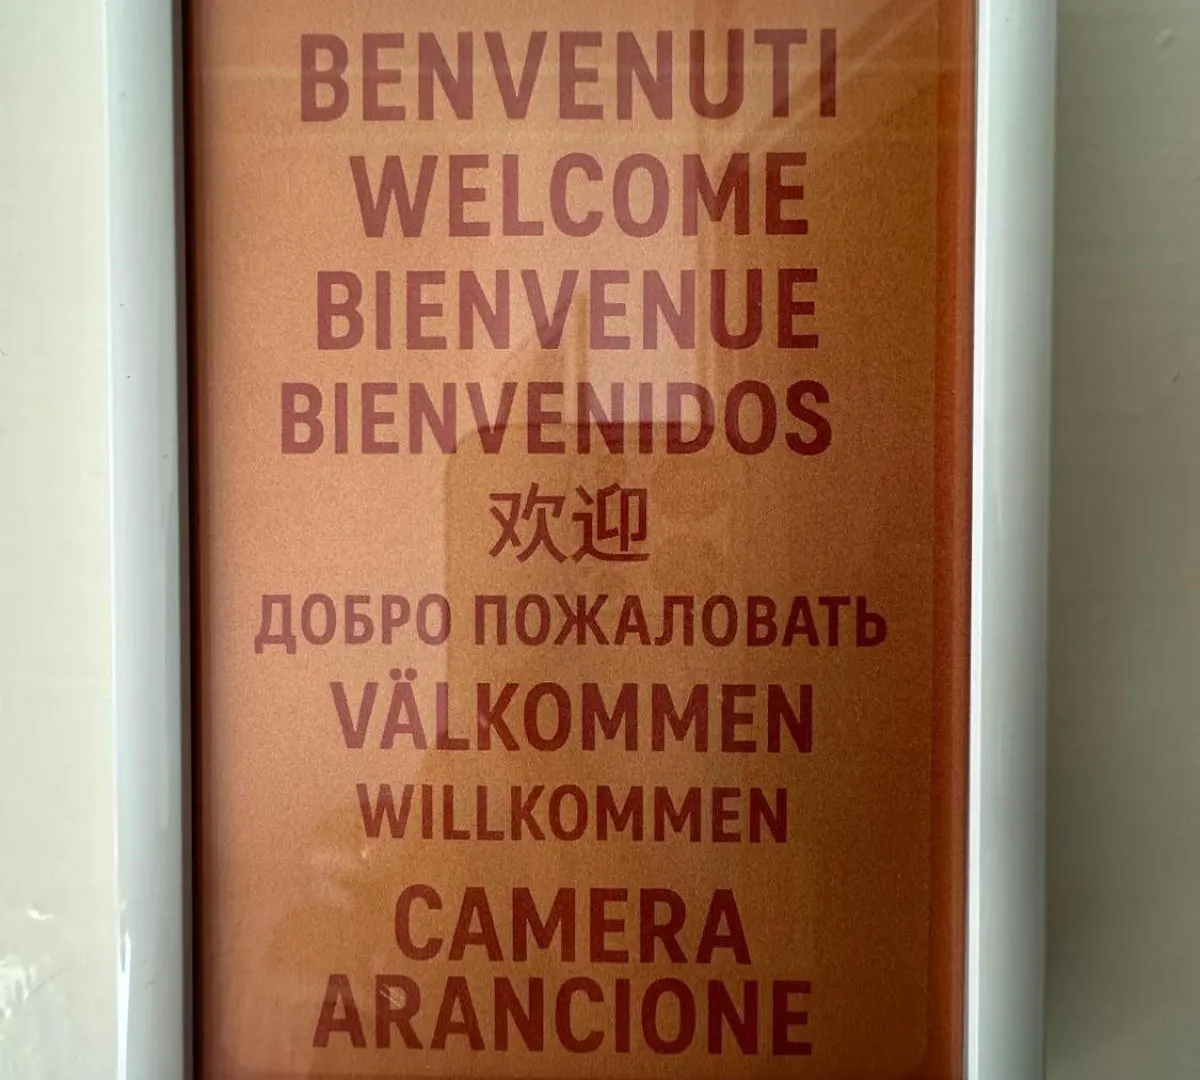 BENVENUTI
WELCOME
BIENVENUE
BIENVENIDOS
欢迎
ДОБРО ПОЖАЛОВАТЬ
VÄLKOMMEN
WILLKOMMEN
CAMERA
ARANCIONE